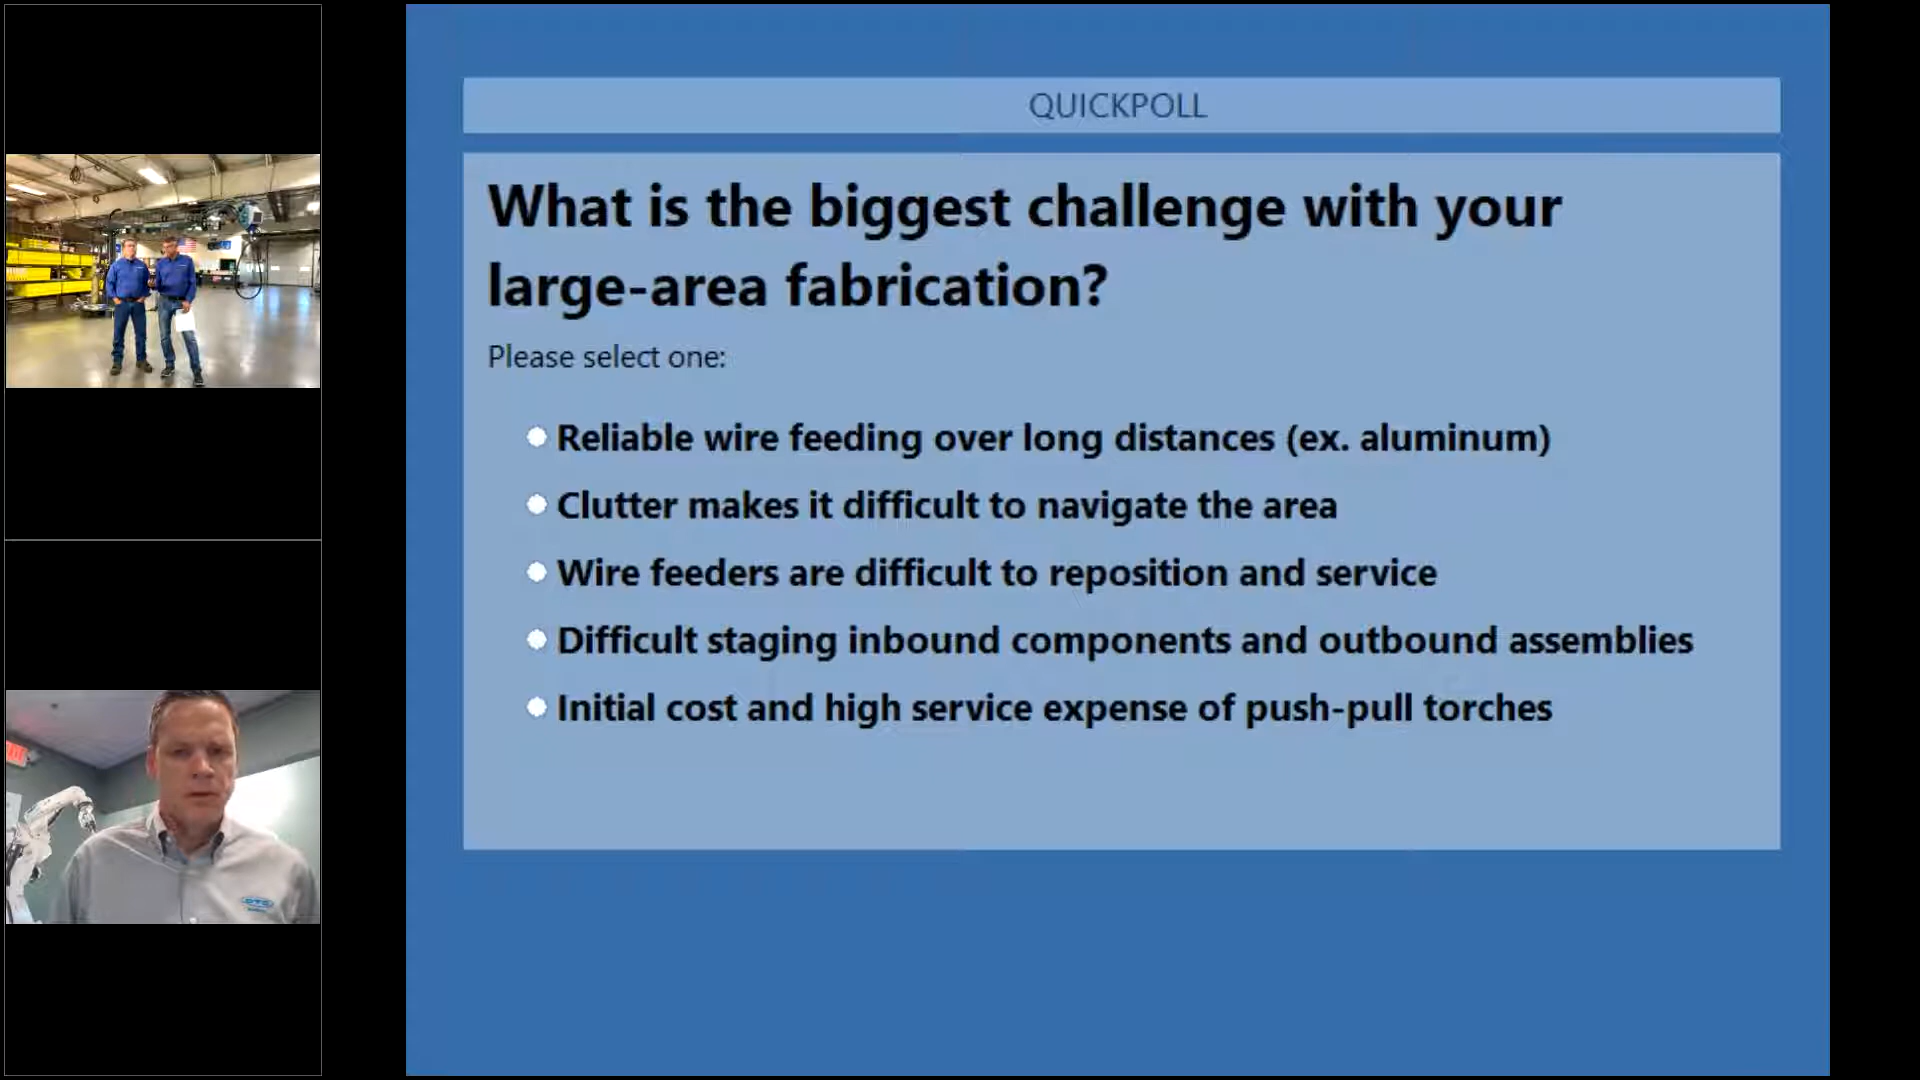 QUICKPOLL
What is the biggest challenge with your
large-area fabrication?
Please select one:
Reliable wire feeding over long distances (ex. aluminum)
Clutter makes it difficult to navigate the area
Wire feeders are difficult to reposition and service
Difficult staging inbound components and outbound assemblies
Initial cost and high service expense of push-pull torches
OTC